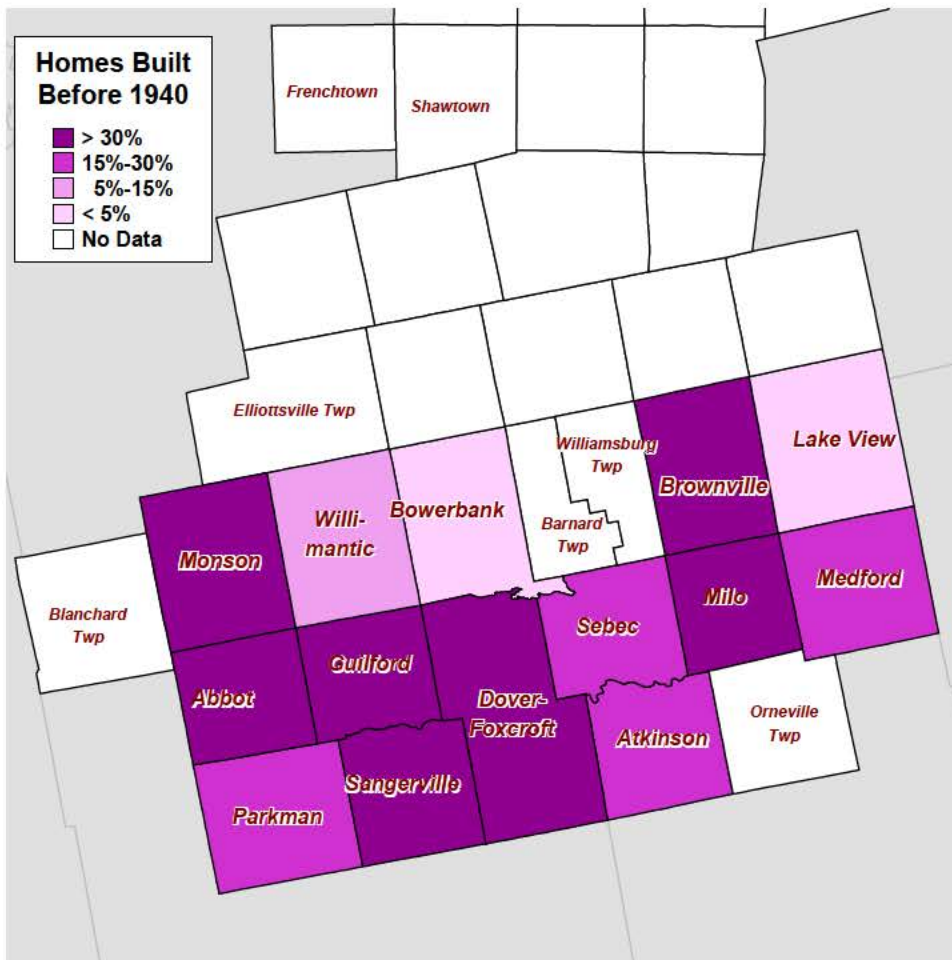 Homes Built
Before 1940
> 30%
15%-30%
5%-15%
< 5%
No Data
Frenchtown
Shawtown
Elliottsville Twp
Williamsburg
Twp
Lake View
Brownville
Bowerbank
Willi-
mantic
Barnard
Twp
Monson
Medford
Milo
Blanchard
Twp
Sebec
Guilford
Abbot
Dover-
Foxcroft
Orneville
Twp
Atkinson
Sangerville
Parkman